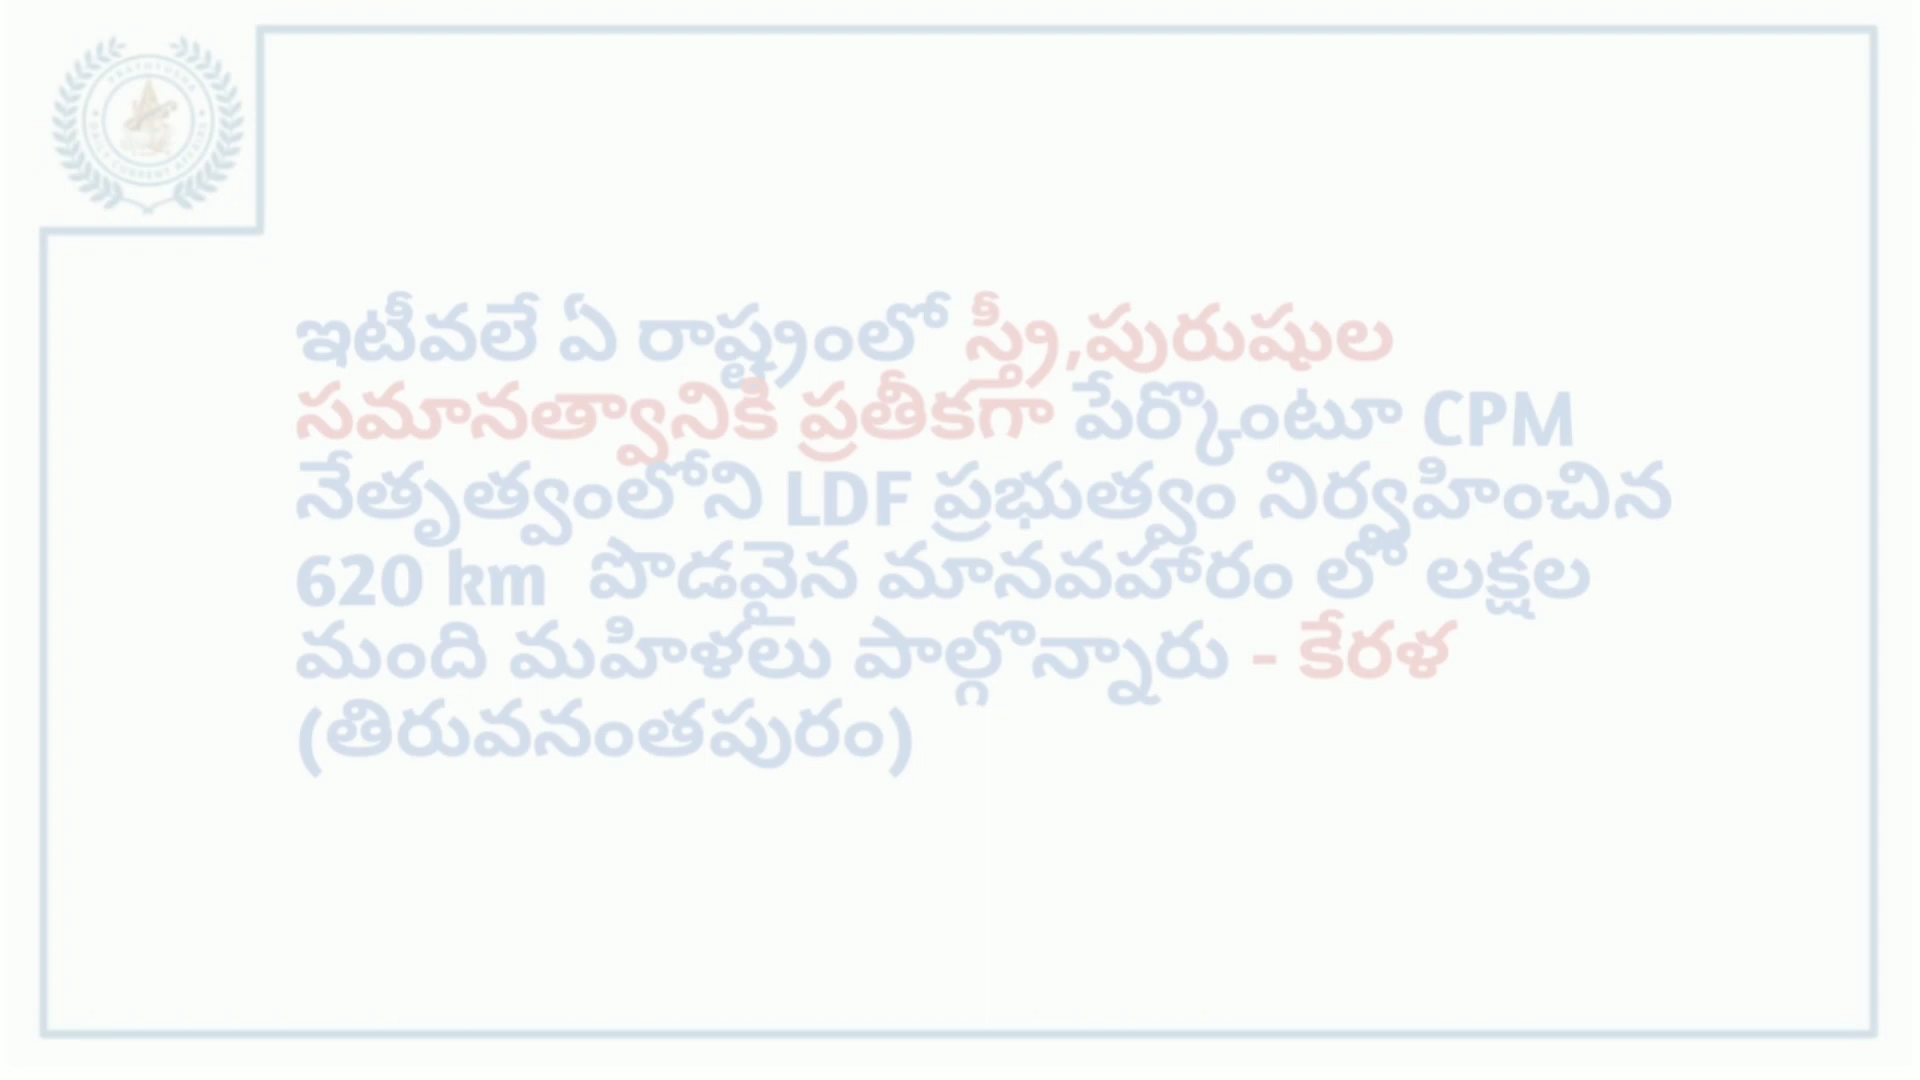 ఇటీవలే ఏ రాష్ట్రంలో స్త్రీ,పురుషుల
సమానత్వానికి ప్రతీకగా పేర్కొంటూ CPM
నేతృత్వంలోని LDF ప్రభుత్వం నిర్వహించిన
620 km పొడవైన మానవహారం లో లక్షల
మంది మహిళలు పాల్గొన్నారు - కేరళ
(తిరువనంతపురం)